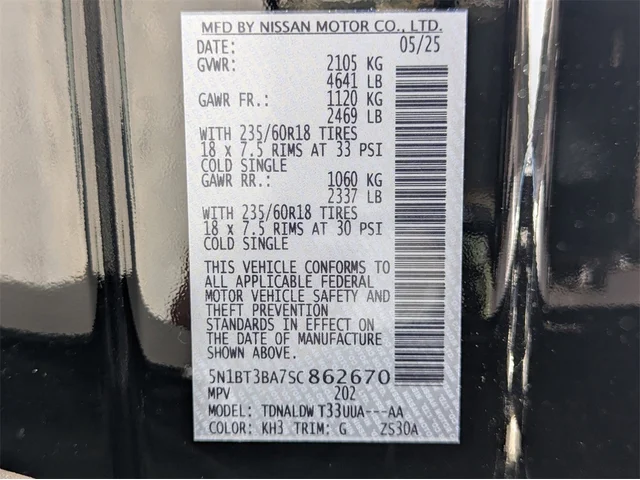 MFD BY NISSAN MOTOR CO., LTD.
DATE: 05/25
GVWR: 2105 KG
4641 LB
GAWR FR.: 1120 KG
2469 LB
WITH 235/60R18 TIRES
18 x 7.5 RIMS AT 33 PSI
COLD SINGLE
GAWR RR.: 1060 KG
2337 LB
WITH 235/60R18 TIRES
18 x 7.5 RIMS AT 30 PSI
COLD SINGLE
THIS VEHICLE CONFORMS TO
ALL APPLICABLE FEDERAL
MOTOR VEHICLE SAFETY AND
THEFT PREVENTION
STANDARDS IN EFFECT ON
THE DATE OF MANUFACTURE
SHOWN ABOVE.
5N1BT3BA7SC862670
MPV 202
MODEL: TDNALDW T33UUA---AA
COLOR: KH3 TRIM: G ZS30A